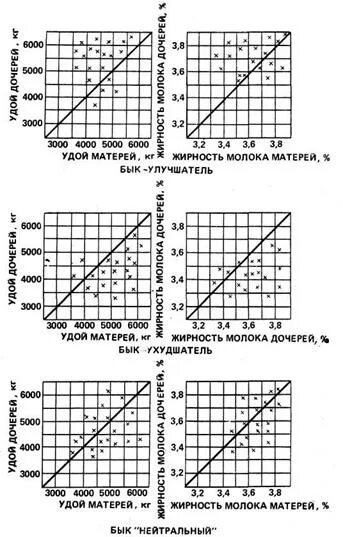 УДОЙ ДОЧЕРЕЙ, кг
6000
5000
4000
3000
3000 4000 5000 6000
УДОЙ МАТЕРЕЙ, кг
ЖИРНОСТЬ МОЛОКА ДОЧЕРЕЙ, %
3,8
3,6
3,4
3,2
3,2 3,4 3,6 3,8
ЖИРНОСТЬ МОЛОКА МАТЕРЕЙ, %
БЫК -УЛУЧШАТЕЛЬ
УДОЙ ДОЧЕРЕЙ, кг
6000
5000
4000
3000
3000 4000 5000 6000
УДОЙ МАТЕРЕЙ, кг
ЖИРНОСТЬ МОЛОКА ДОЧЕРЕЙ, %
3,8
3,6
3,4
3,2
3,2 3,4 3,6 3,8
ЖИРНОСТЬ МОЛОКА ДОЧЕРЕЙ, %
БЫК -УХУДШАТЕЛЬ
УДОЙ ДОЧЕРЕЙ, кг
6000
5000
4000
3000
3000 4000 5000 6000
УДОЙ МАТЕРЕЙ, кг
ЖИРНОСТЬ МОЛОКА ДОЧЕРЕЙ, %
3,8
3,6
3,4
3,2
3,2 3,4 3,6 3,8
ЖИРНОСТЬ МОЛОКА МАТЕРЕЙ, %
БЫК "НЕЙТРАЛЬНЫЙ"